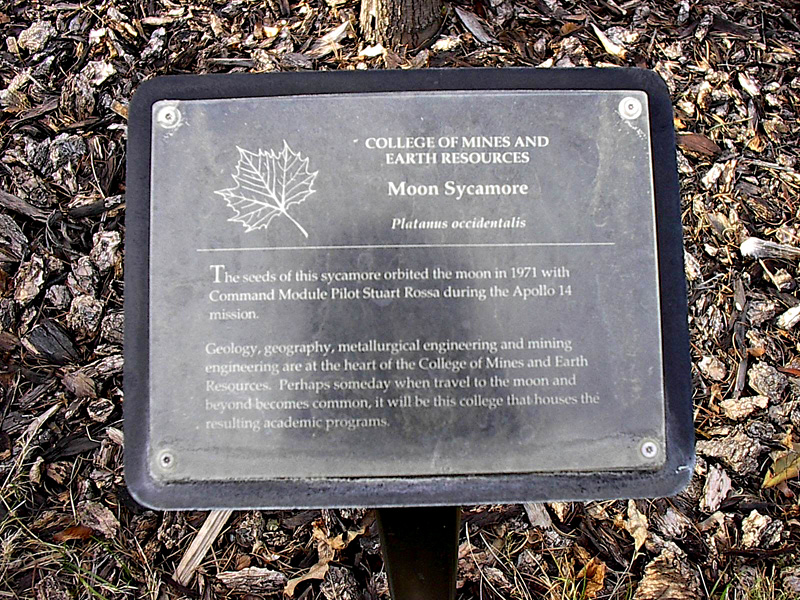 COLLEGE OF MINES AND
EARTH RESOURCES
Moon Sycamore
Platanus occidentalis
The seeds of this sycamore orbited the moon in 1971 with
Command Module Pilot Stuart Rossa during the Apollo 14
mission.
Geology, geography, metallurgical engineering and mining
engineering are at the heart of the College of Mines and Earth
Resources. Perhaps someday when travel to the moon and
beyond becomes common, it will be this college that houses the
resulting academic programs.